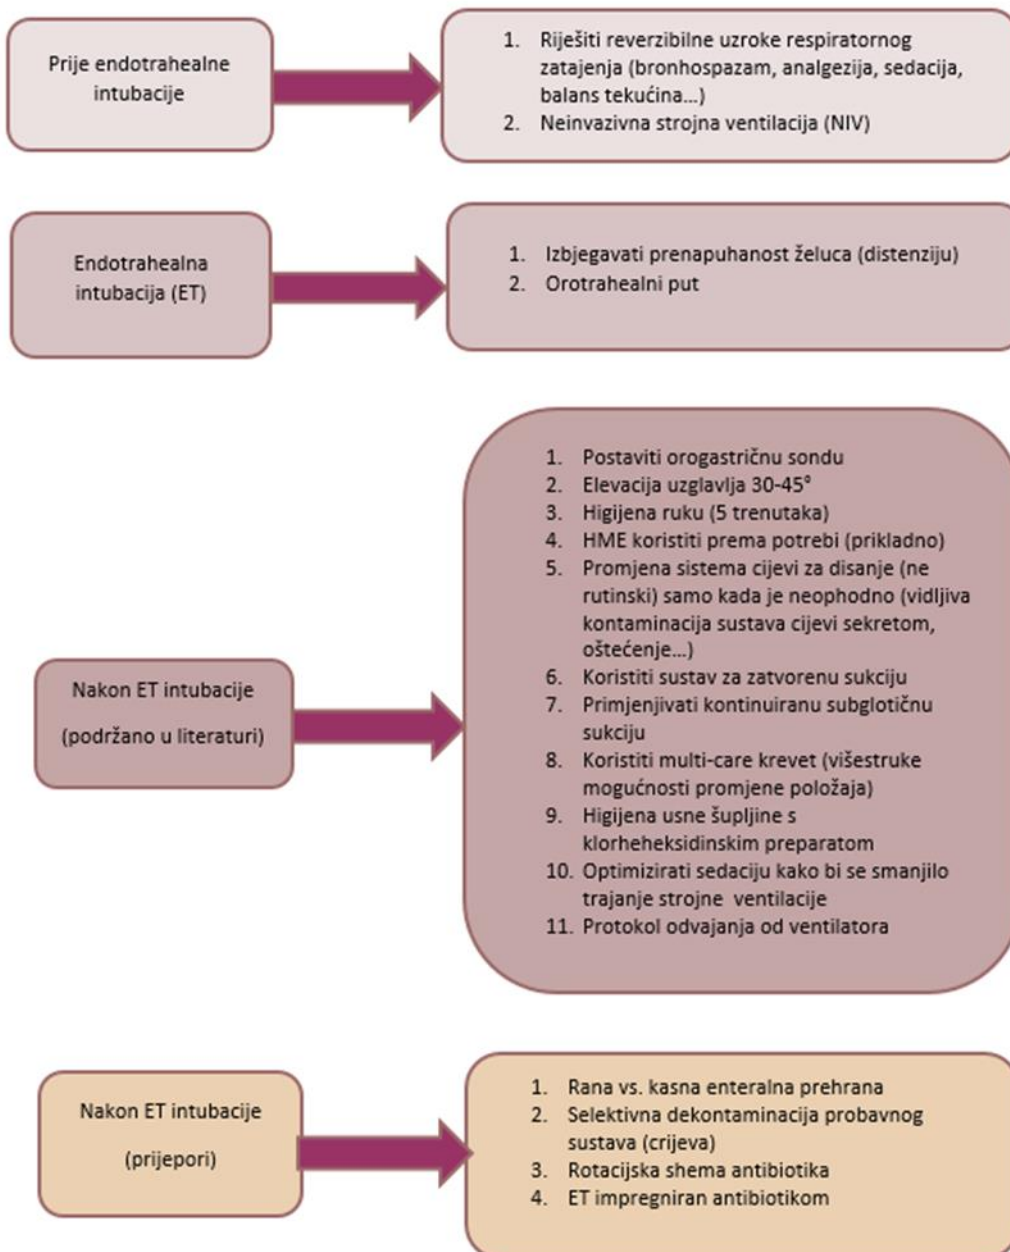 Prije endotrahealne
intubacije
1. Riješiti reverzibilne uzroke respiratornog
zatajenja (bronhospazam, analgezija, sedacija,
balans tekućina...)
2. Neinvazivna strojna ventilacija (NIV)
Endotrahealna
intubacija (ET)
1. Izbjegavati prenapuhanost želuca (distenziju)
2. Orotrahealni put
Nakon ET intubacije
(podržano u literaturi)
1. Postaviti orogastričnu sondu
2. Elevacija uzglavlja 30-45°
3. Higijena ruku (5 trenutaka)
4. HME koristiti prema potrebi (prikladno)
5. Promjena sistema cijevi za disanje (ne
rutinski) samo kada je neophodno (vidljiva
kontaminacija sustava cijevi sekretom,
oštećenje...)
6. Koristiti sustav za zatvorenu sukciju
7. Primjenjivati kontinuiranu subglotičnu
sukciju
8. Koristiti multi-care krevet (višestruke
mogućnosti promjene položaja)
9. Higijena usne šupljine s
klorheheksidinskim preparatom
10. Optimizirati sedaciju kako bi se smanjilo
trajanje strojne ventilacije
11. Protokol odvajanja od ventilatora
Nakon ET intubacije
(prijepori)
1. Rana vs. kasna enteralna prehrana
2. Selektivna dekontaminacija probavnog
sustava (crijeva)
3. Rotacijska shema antibiotika
4. ET impregniran antibiotikom